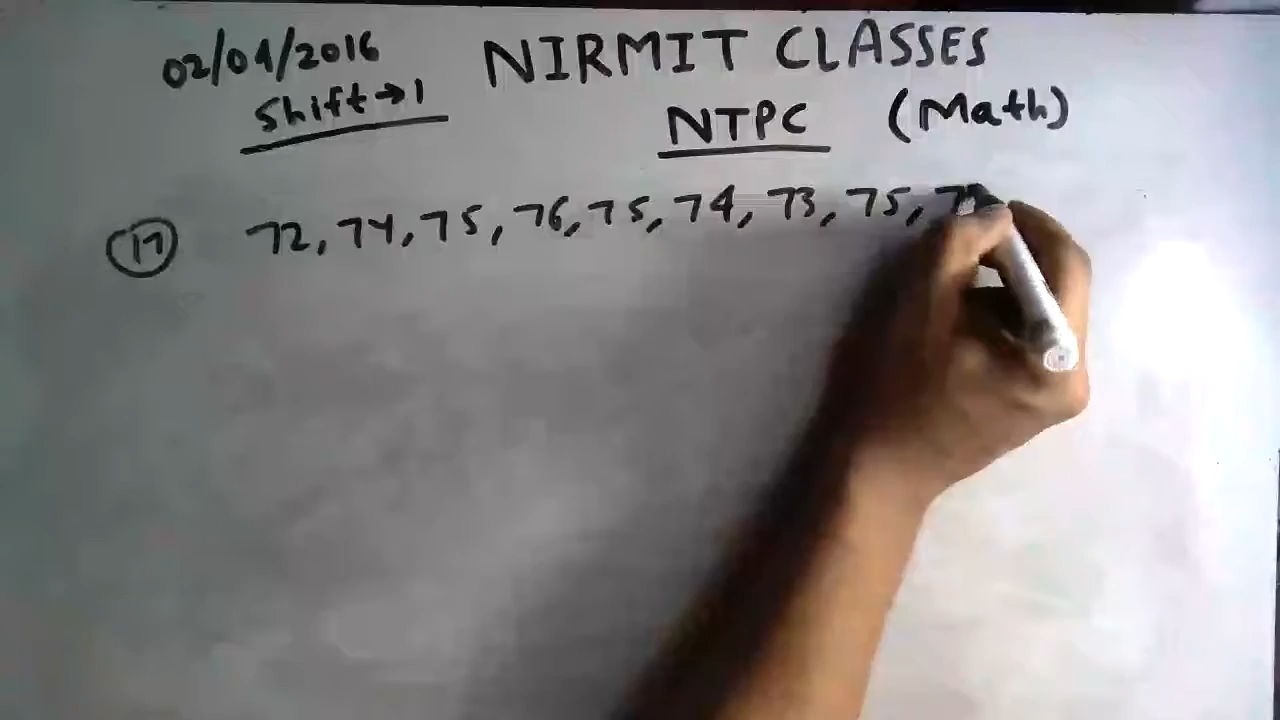 02/04/2016 NIRMIT CLASSES
Shift→1 NTPC (Math)
(17) 72, 74, 75, 76, 75, 74, 73, 75,